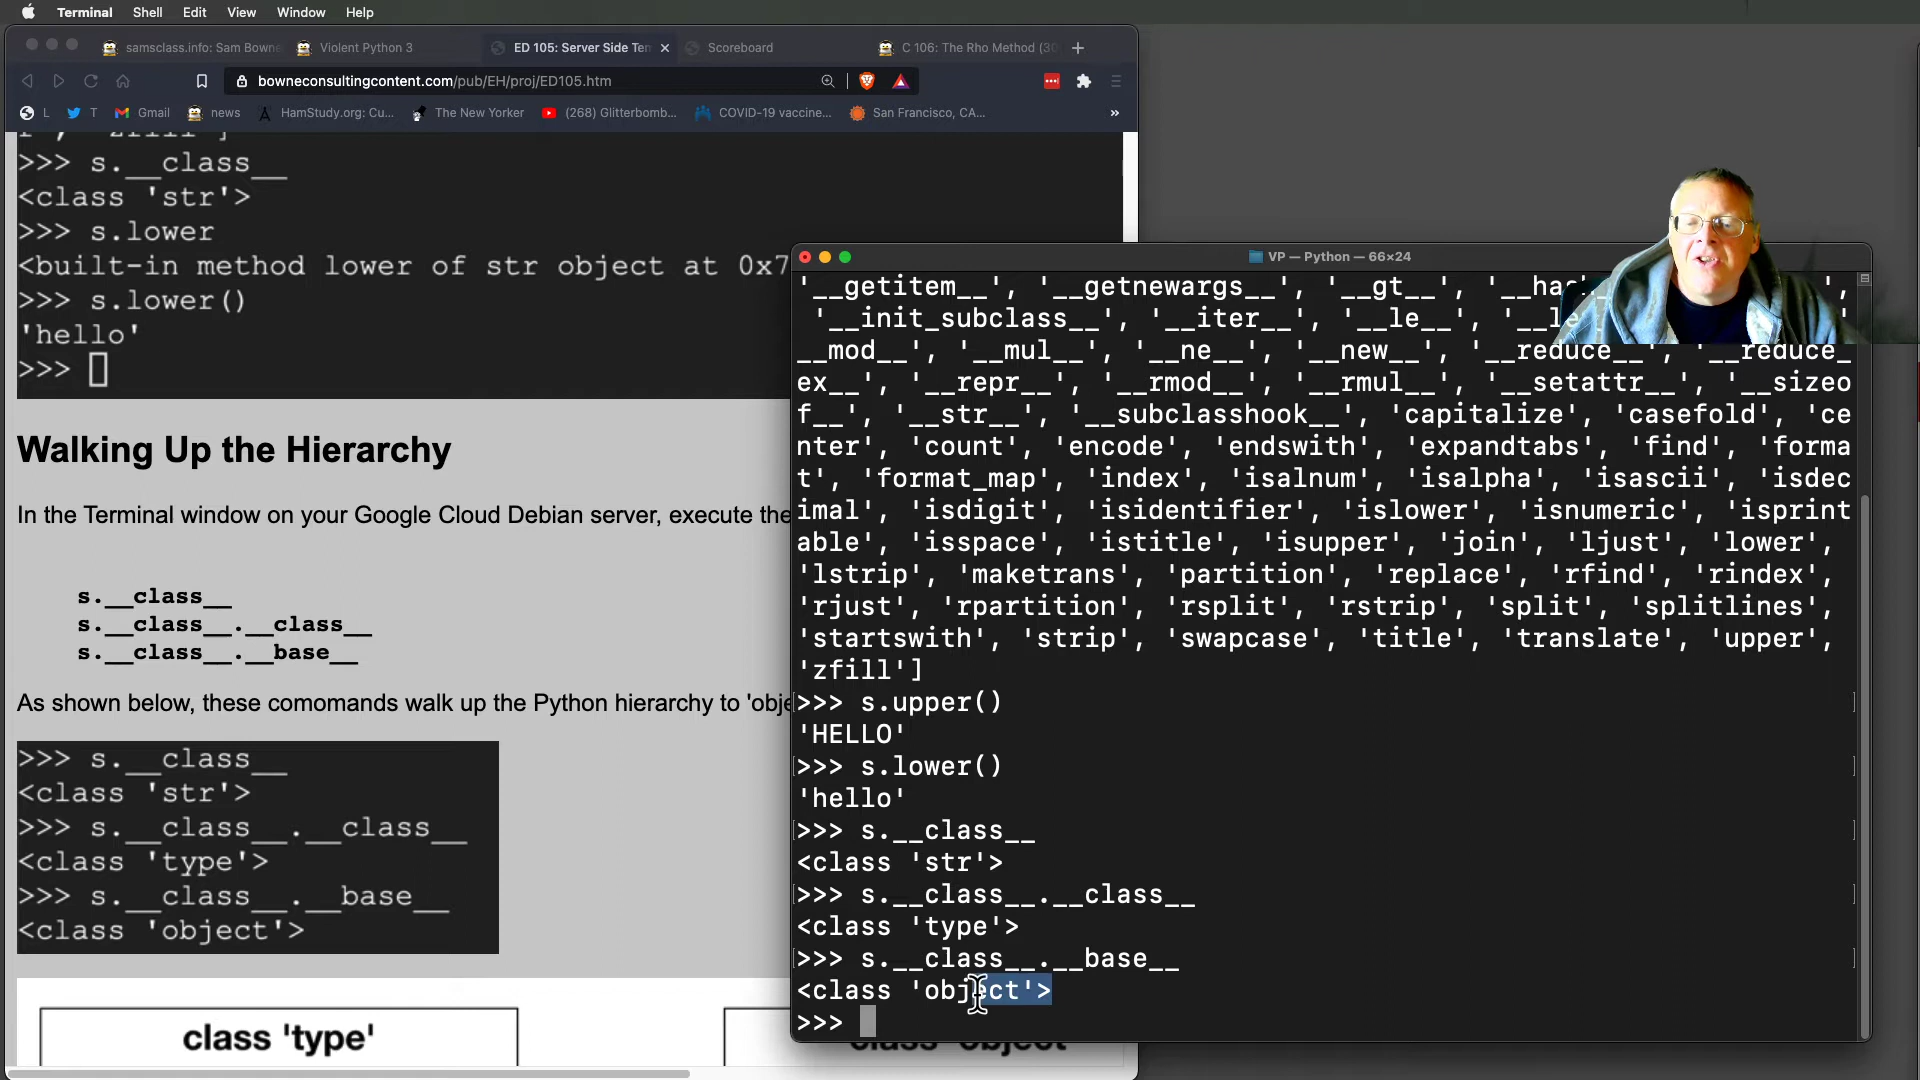 Terminal Shell Edit View Window Help
samsclass.info: Sam Bowne
Violent Python 3
ED 105: Server Side Tem
Scoreboard
C 106: The Rho Method (30
bowneconsultingcontent.com/pub/EH/proj/ED105.htm
L T Gmail news HamStudy.org: Cu... The New Yorker (268) Glitterbomb... COVID-19 vaccine... San Francisco, CA... »
>>> s.__class__
<class 'str'>
>>> s.lower
<built-in method lower of str object at 0x7
>>> s.lower()
'hello'
>>>
Walking Up the Hierarchy
In the Terminal window on your Google Cloud Debian server, execute the
s.__class__
s.__class__.__class__
s.__class__.__base__
As shown below, these comomands walk up the Python hierarchy to 'obje
>>> s.__class__
<class 'str'>
>>> s.__class__.__class__
<class 'type'>
>>> s.__class__.__base__
<class 'object'>
class 'type'
class 'object'
VP — Python — 66×24
'__getitem__', '__getnewargs__', '__gt__',
'__init_subclass__', '__iter__', '__le__',
__mod__', '__mul__', '__ne__', '__new__', '__reduce__', '__reduce_
ex__', '__repr__', '__rmod__', '__rmul__', '__setattr__', '__sizeo
f__', '__str__', '__subclasshook__', 'capitalize', 'casefold', 'ce
nter', 'count', 'encode', 'endswith', 'expandtabs', 'find', 'forma
t', 'format_map', 'index', 'isalnum', 'isalpha', 'isascii', 'isdec
imal', 'isdigit', 'isidentifier', 'islower', 'isnumeric', 'isprint
able', 'isspace', 'istitle', 'isupper', 'join', 'ljust', 'lower',
'lstrip', 'maketrans', 'partition', 'replace', 'rfind', 'rindex',
'rjust', 'rpartition', 'rsplit', 'rstrip', 'split', 'splitlines',
'startswith', 'strip', 'swapcase', 'title', 'translate', 'upper',
'zfill']
>>> s.upper()
'HELLO'
>>> s.lower()
'hello'
>>> s.__class__
<class 'str'>
>>> s.__class__.__class__
<class 'type'>
>>> s.__class__.__base__
<class 'object'>
>>>